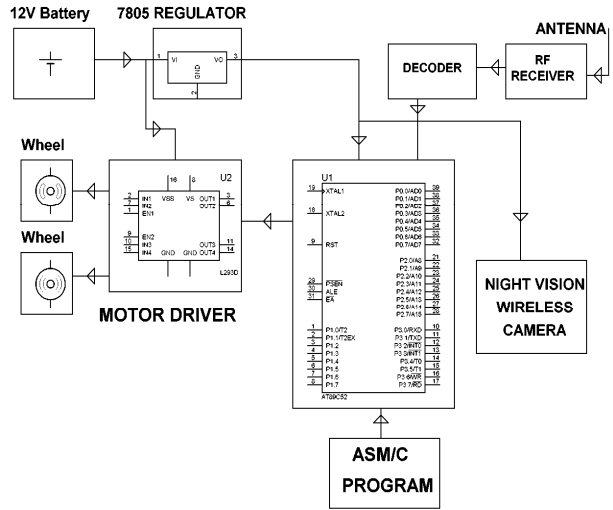 12V Battery
7805 REGULATOR
ANTENNA
1
VI
VO
3
GND
2
DECODER
RF
RECEIVER
Wheel
Wheel
U2
16
8
VSS
VS
OUT1
3
OUT2
6
2
IN1
7
IN2
1
EN1
9
EN2
10
IN3
15
IN4
GND
GND
OUT3
11
OUT4
14
L293D
MOTOR DRIVER
U1
19
XTAL1
18
XTAL2
9
RST
29
PSEN
30
ALE
31
EA
1
P1.0/T2
2
P1.1/T2EX
3
P1.2
4
P1.3
5
P1.4
6
P1.5
7
P1.6
8
P1.7
P0.0/AD0
39
P0.1/AD1
38
P0.2/AD2
37
P0.3/AD3
36
P0.4/AD4
35
P0.5/AD5
34
P0.6/AD6
33
P0.7/AD7
32
P2.0/A8
21
P2.1/A9
22
P2.2/A10
23
P2.3/A11
24
P2.4/A12
25
P2.5/A13
26
P2.6/A14
27
P2.7/A15
28
P3.0/RXD
10
P3.1/TXD
11
P3.2/INT0
12
P3.3/INT1
13
P3.4/T0
14
P3.5/T1
15
P3.6/WR
16
P3.7/RD
17
AT89C52
NIGHT VISION
WIRELESS
CAMERA
ASM/C
PROGRAM